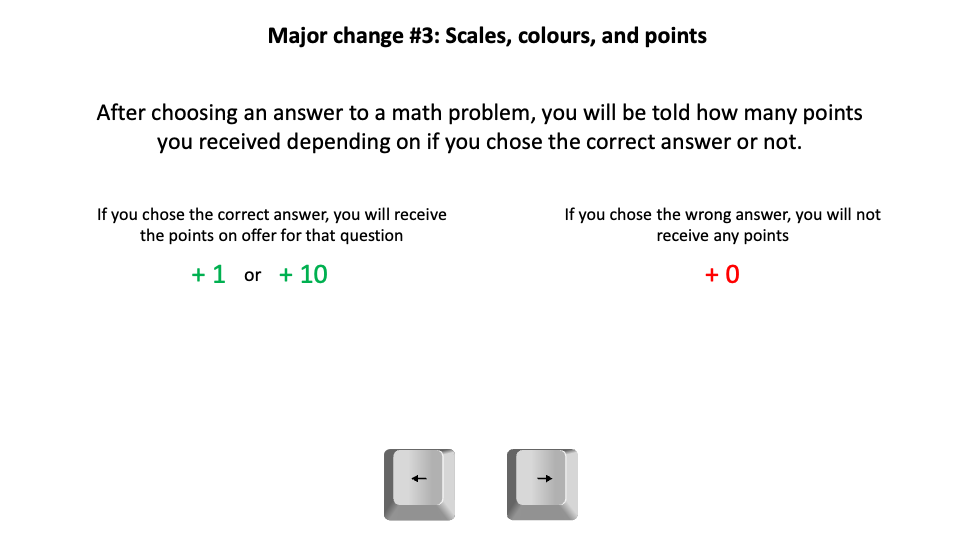 Major change #3: Scales, colours, and points
After choosing an answer to a math problem, you will be told how many points
you received depending on if you chose the correct answer or not.
If you chose the correct answer, you will receive
the points on offer for that question
+ 1 or + 10
If you chose the wrong answer, you will not
receive any points
+ 0
← →